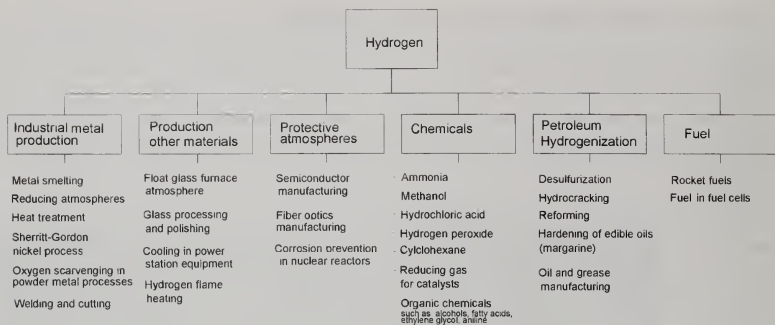 Hydrogen
Industrial metal
production
Metal smelting
Reducing atmospheres
Heat treatment
Sherritt-Gordon
nickel process
Oxygen scarvenging in
powder metal processes
Welding and cutting
Production
other materials
Float glass furnace
atmosphere
Glass processing
and polishing
Cooling in power
station equipment
Hydrogen flame
heating
Protective
atmospheres
Semiconductor
manufacturing
Fiber optics
manufacturing
Corrosion prevention
in nuclear reactors
Chemicals
Ammonia
Methanol
Hydrochloric acid
Hydrogen peroxide
Cylclohexane
Reducing gas
for catalysts
Organic chemicals
such as alcohols, fatty acids,
ethylene glycol, aniline
Petroleum
Hydrogenization
Desulfurization
Hydrocracking
Reforming
Hardening of edible oils
(margarine)
Oil and grease
manufacturing
Fuel
Rocket fuels
Fuel in fuel cells